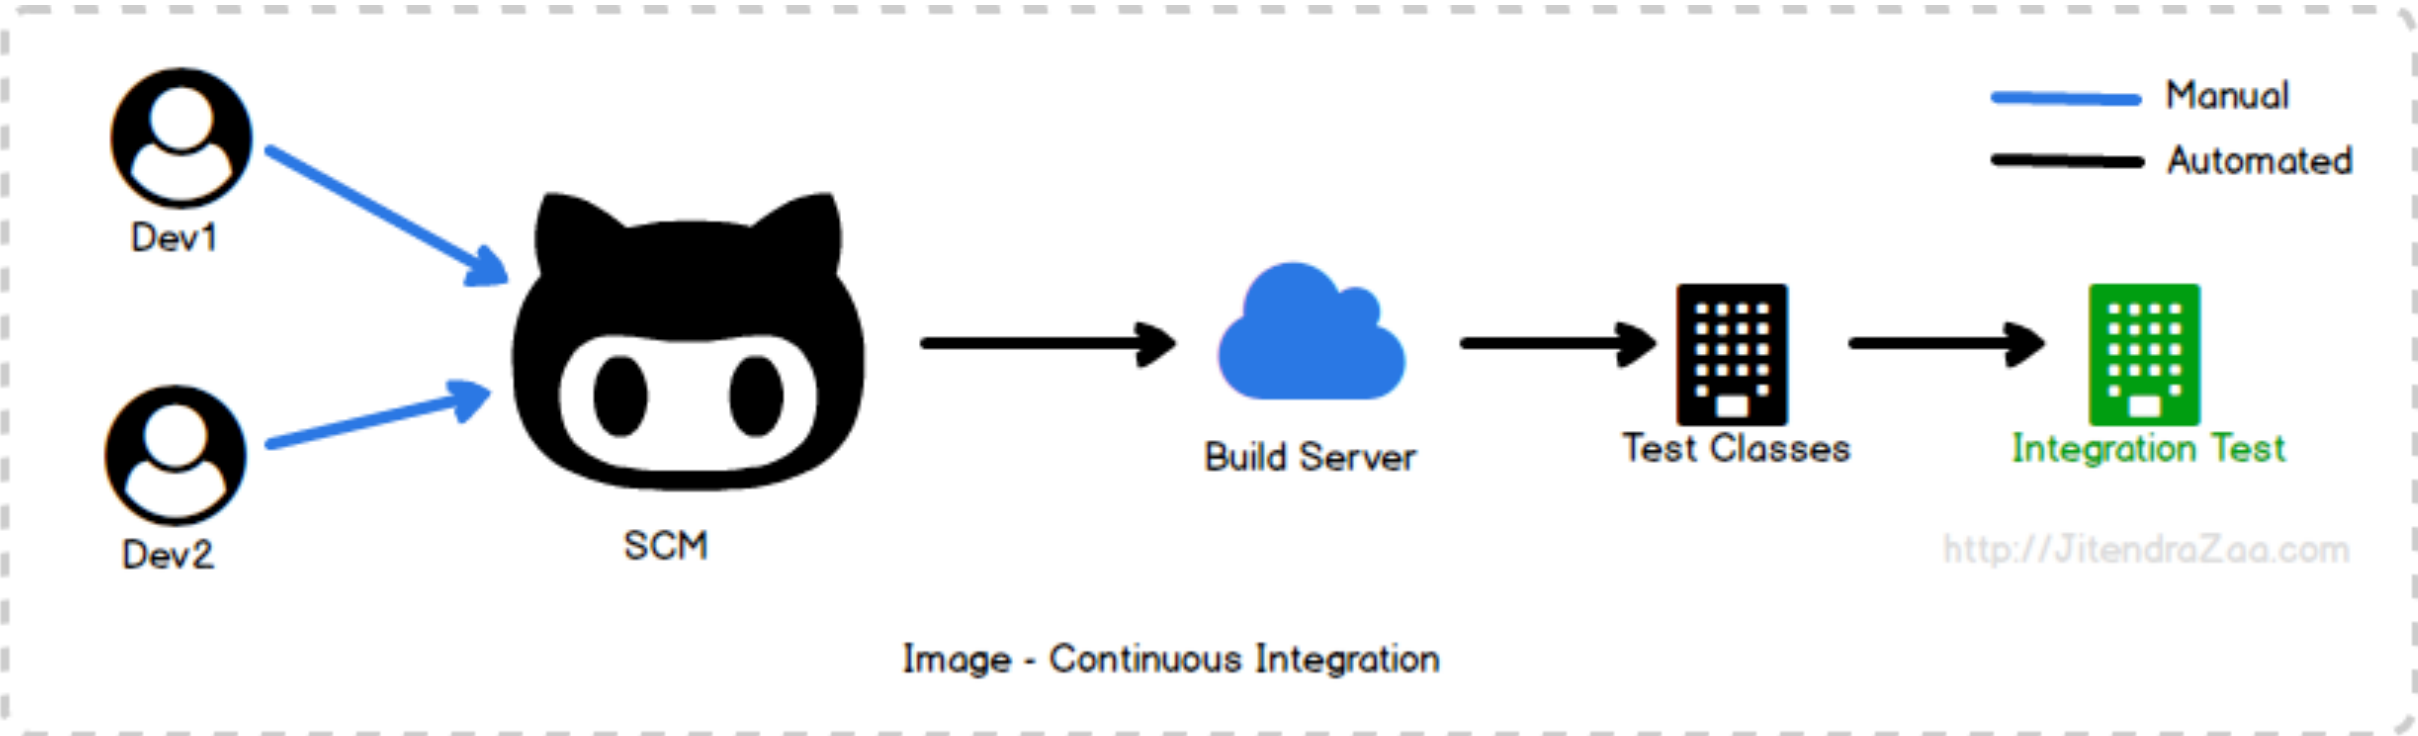 Manual
Automated
Dev1
Dev2
SCM
Build Server
Test Classes
Integration Test
http://JitendraZaa.com
Image - Continuous Integration